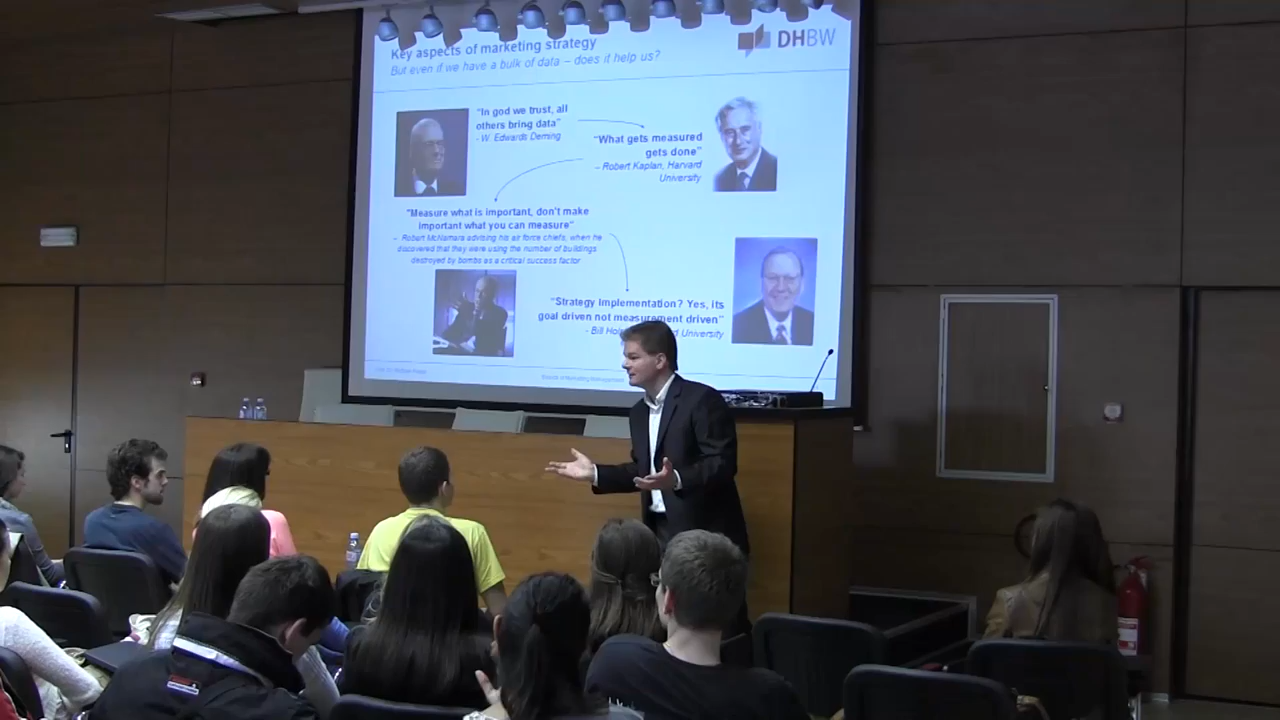 Key aspects of marketing strategy
But even if we have a bulk of data – does it help us?
DHBW
"In god we trust, all
others bring data"
- W. Edwards Deming
"What gets measured
gets done"
– Robert Kaplan, Harvard
University
"Measure what is important, don't make
important what you can measure"
– Robert McNamara advising his air force chiefs, when he
discovered that they were using the number of buildings
destroyed by bombs as a critical success factor
"Strategy Implementation? Yes, its
goal driven not measurement driven"
- Bill
University